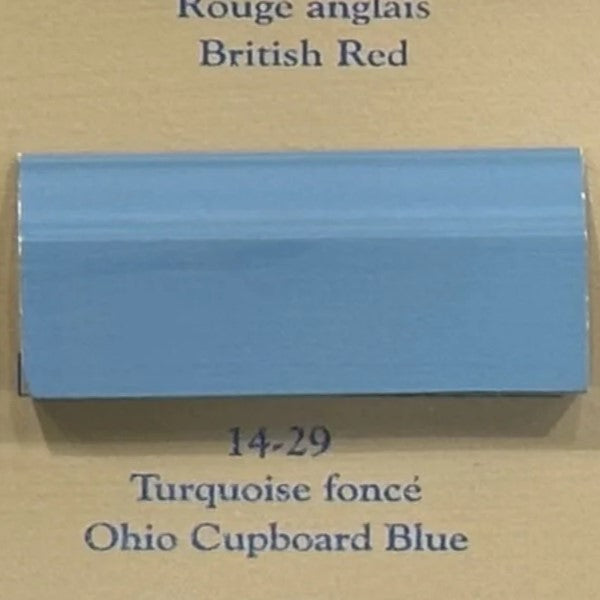 Rouge anglais
British Red
14-29
Turquoise foncé
Ohio Cupboard Blue